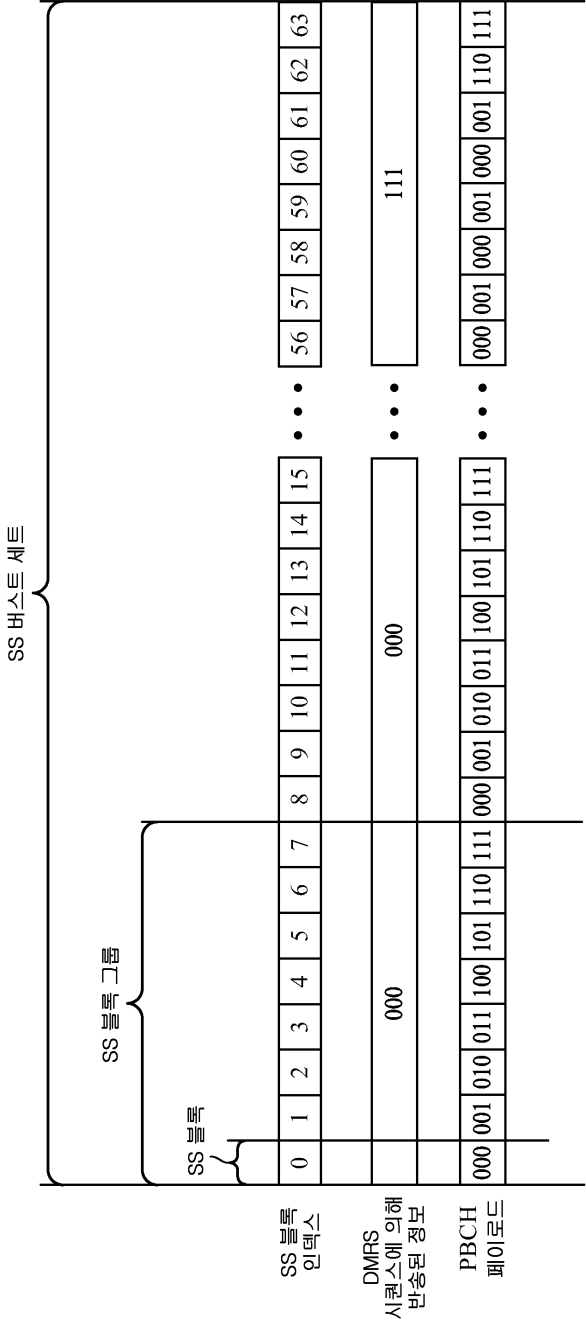 SS 버스트 세트
SS 블록 그룹
SS 블록
SS 블록
인덱스
0 1 2 3 4 5 6 7 8 9 10 11 12 13 14 15 ••• 56 57 58 59 60 61 62 63
DMRS
시퀀스에 의해
반송된 정보
000 000 ••• 111
PBCH
페이로드
000 001 010 011 100 101 110 111 000 001 010 011 100 101 110 111 ••• 000 001 000 001 000 001 110 111